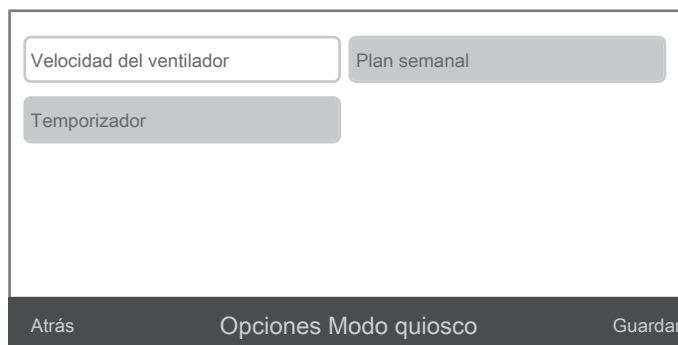 Velocidad del ventilador
Plan semanal
Temporizador
Atrás
Opciones Modo quiosco
Guardar